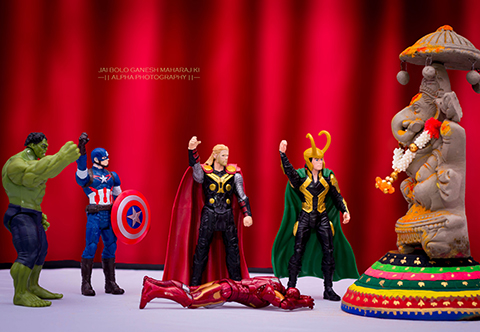 JAI BOLO GANESH MAHARAJ KI
---| | ALPHA PHOTOGRAPHY | |---